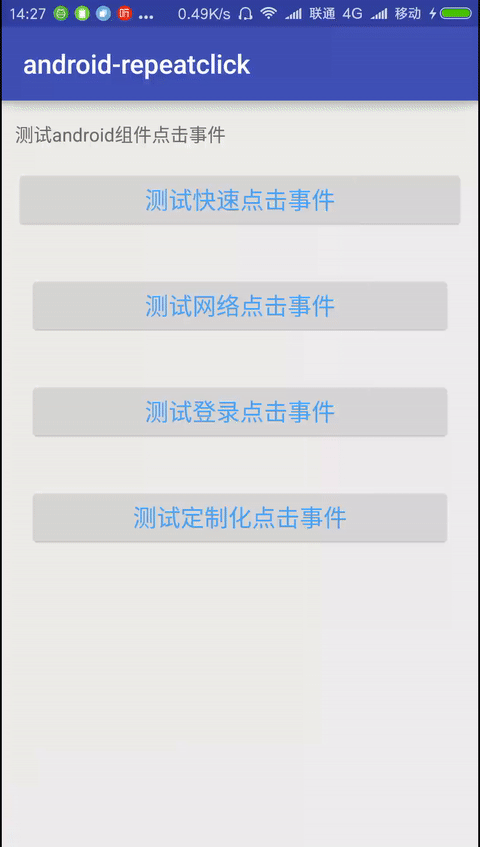 14:27 听 ... 0.49K/s 联通 4G 移动
android-repeatclick
测试android组件点击事件
测试快速点击事件
测试网络点击事件
测试登录点击事件
测试定制化点击事件